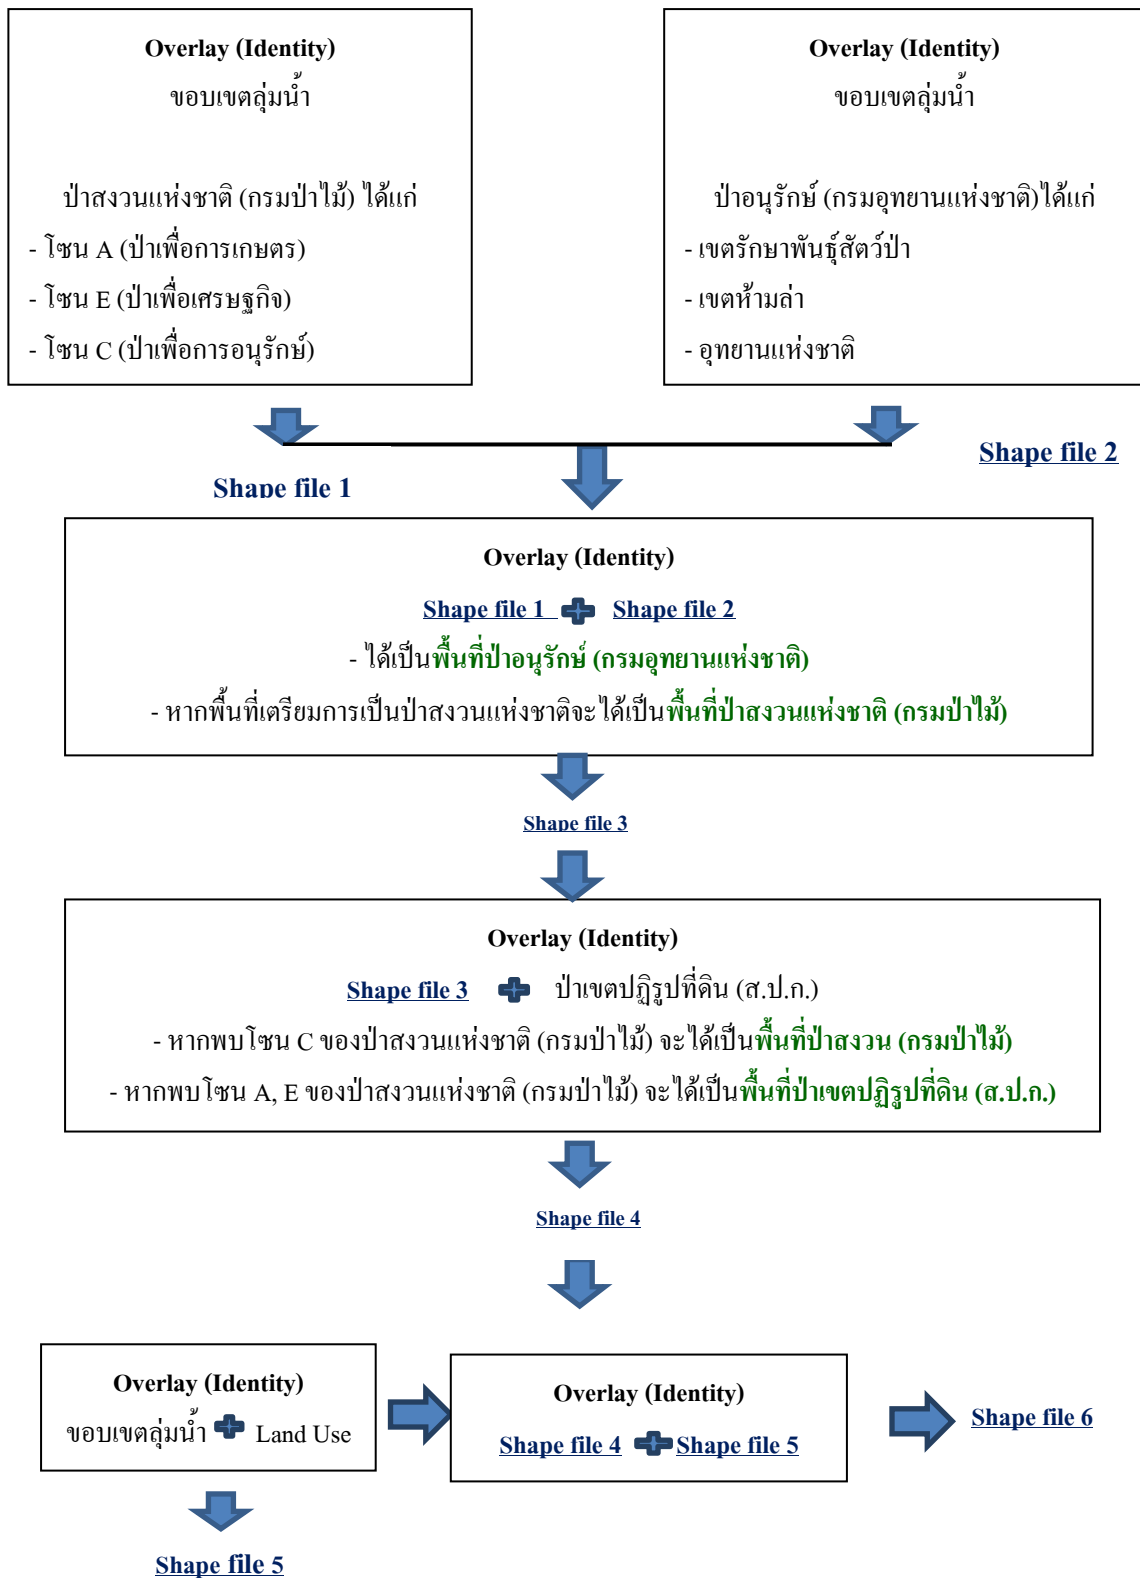 Overlay (Identity)
ขอบเขตลุ่มน้ำ
ป่าสงวนแห่งชาติ (กรมป่าไม้) ได้แก่
- โซน A (ป่าเพื่อการเกษตร)
- โซน E (ป่าเพื่อเศรษฐกิจ)
- โซน C (ป่าเพื่อการอนุรักษ์)
Overlay (Identity)
ขอบเขตลุ่มน้ำ
ป่าอนุรักษ์ (กรมอุทยานแห่งชาติ)ได้แก่
- เขตรักษาพันธุ์สัตว์ป่า
- เขตห้ามล่า
- อุทยานแห่งชาติ
Shape file 1
Shape file 2
Overlay (Identity)
Shape file 1 Shape file 2
- ได้เป็นพื้นที่ป่าอนุรักษ์ (กรมอุทยานแห่งชาติ)
- หากพื้นที่เตรียมการเป็นป่าสงวนแห่งชาติจะได้เป็นพื้นที่ป่าสงวนแห่งชาติ (กรมป่าไม้)
Shape file 3
Overlay (Identity)
Shape file 3 ป่าเขตปฏิรูปที่ดิน (ส.ป.ก.)
- หากพบโซน C ของป่าสงวนแห่งชาติ (กรมป่าไม้) จะได้เป็นพื้นที่ป่าสงวน (กรมป่าไม้)
- หากพบโซน A, E ของป่าสงวนแห่งชาติ (กรมป่าไม้) จะได้เป็นพื้นที่ป่าเขตปฏิรูปที่ดิน (ส.ป.ก.)
Shape file 4
Overlay (Identity)
ขอบเขตลุ่มน้ำ Land Use
Overlay (Identity)
Shape file 4 Shape file 5
Shape file 6
Shape file 5